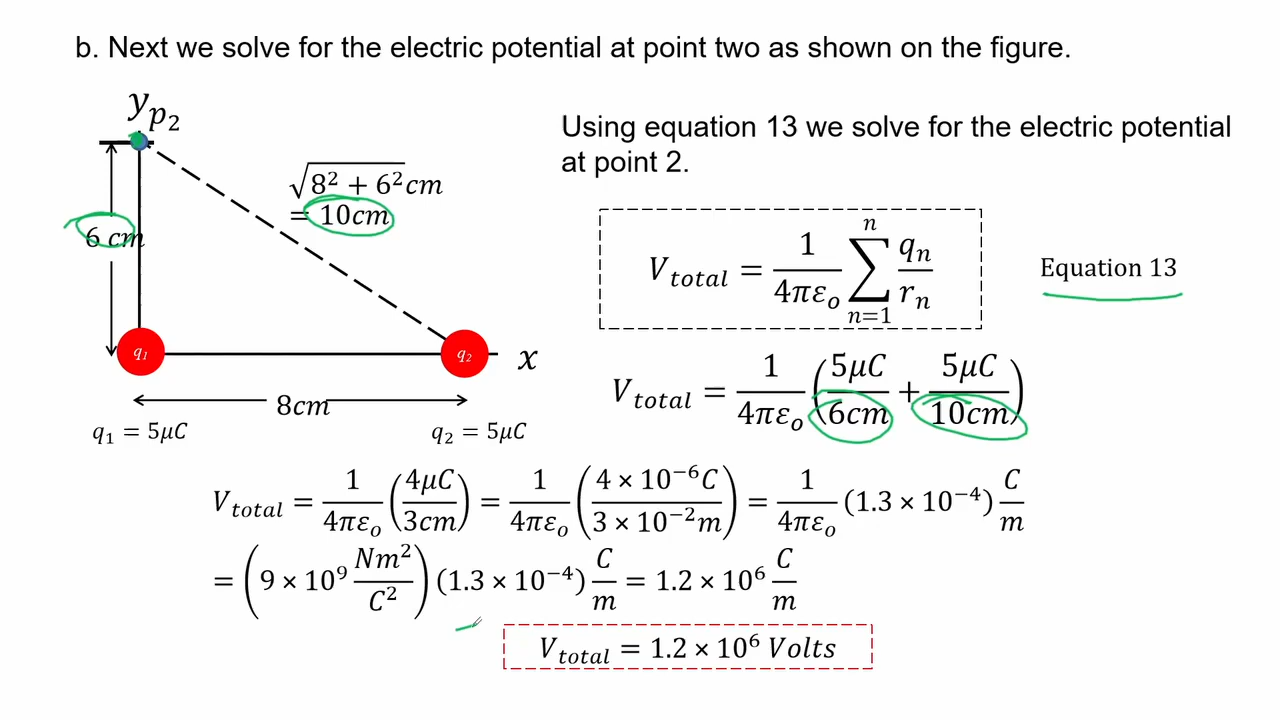 b. Next we solve for the electric potential at point two as shown on the figure.
y
p₂
√8² + 6² cm
= 10cm
6 cm
q₁
q₂
x
8cm
q₁ = 5μC
q₂ = 5μC
Using equation 13 we solve for the electric potential
at point 2.
V_total = 1/(4πε_o) ∑_{n=1}^{n} q_n/r_n
Equation 13
V_total = 1/(4πε_o) (5μC/6cm + 5μC/10cm)
V_total = 1/(4πε_o) (4μC/3cm) = 1/(4πε_o) (4 × 10⁻⁶C/3 × 10⁻²m) = 1/(4πε_o) (1.3 × 10⁻⁴) C/m
= (9 × 10⁹ Nm²/C²) (1.3 × 10⁻⁴) C/m = 1.2 × 10⁶ C/m
V_total = 1.2 × 10⁶ Volts